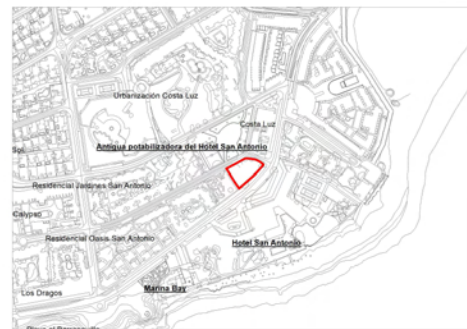 Urbanización Costa Luz
Costa Luz
Antigua potabilizadora del Hotel San Antonio
Residencial Jardines San Antonio
Calypso
Residencial Oasis San Antonio
Hotel San Antonio
Marina Bay
Los Dragos